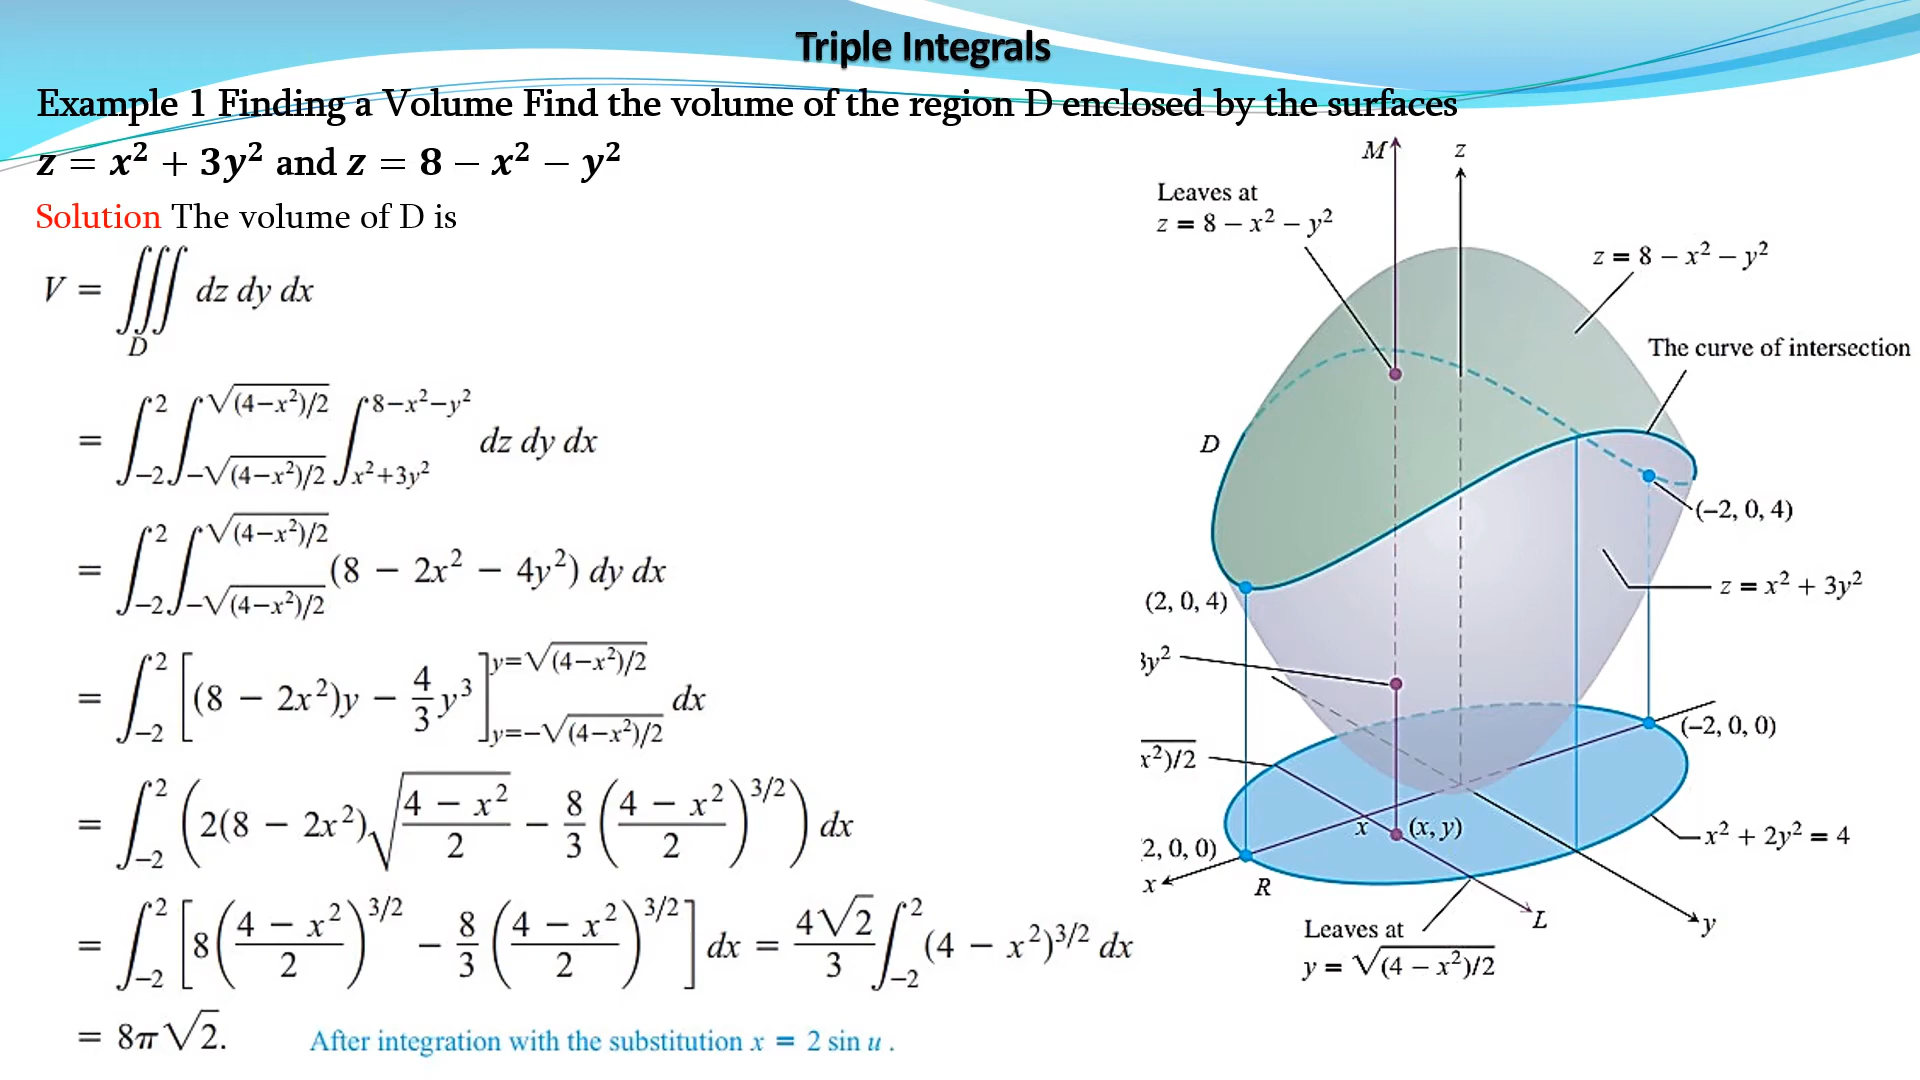 Triple Integrals
Example 1 Finding a Volume Find the volume of the region D enclosed by the surfaces
z = x² + 3y² and z = 8 − x² − y²
Solution The volume of D is
V = ∭_D dz dy dx
= ∫_{−2}^{2} ∫_{−√(4−x²)/2}^{√(4−x²)/2} ∫_{x²+3y²}^{8−x²−y²} dz dy dx
= ∫_{−2}^{2} ∫_{−√(4−x²)/2}^{√(4−x²)/2} (8 − 2x² − 4y²) dy dx
= ∫_{−2}^{2} [(8 − 2x²)y − 4/3 y³]_{y=−√(4−x²)/2}^{y=√(4−x²)/2} dx
= ∫_{−2}^{2} (2(8 − 2x²)√((4 − x²)/2) − 8/3 ((4 − x²)/2)^{3/2}) dx
= ∫_{−2}^{2} [8((4 − x²)/2)^{3/2} − 8/3 ((4 − x²)/2)^{3/2}] dx = 4√2/3 ∫_{−2}^{2} (4 − x²)^{3/2} dx
= 8π√2. After integration with the substitution x = 2 sin u .
M
z
Leaves at
z = 8 − x² − y²
z = 8 − x² − y²
The curve of intersection
D
(−2, 0, 4)
z = x² + 3y²
(2, 0, 4)
3y²
(−2, 0, 0)
x²)/2
x
(x, y)
x² + 2y² = 4
2, 0, 0)
x
R
L
y
Leaves at
y = √(4 − x²)/2